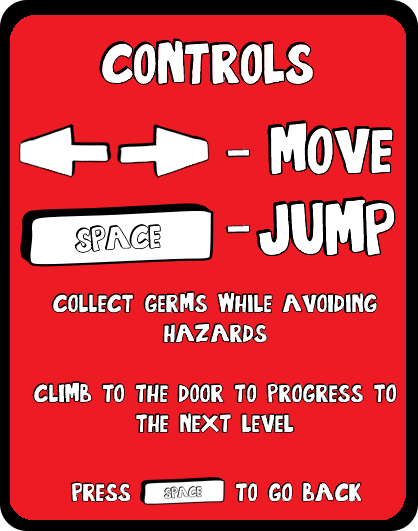 CONTROLS
- MOVE
SPACE - JUMP
COLLECT GERMS WHILE AVOIDING
HAZARDS
CLIMB TO THE DOOR TO PROGRESS TO
THE NEXT LEVEL
PRESS SPACE TO GO BACK